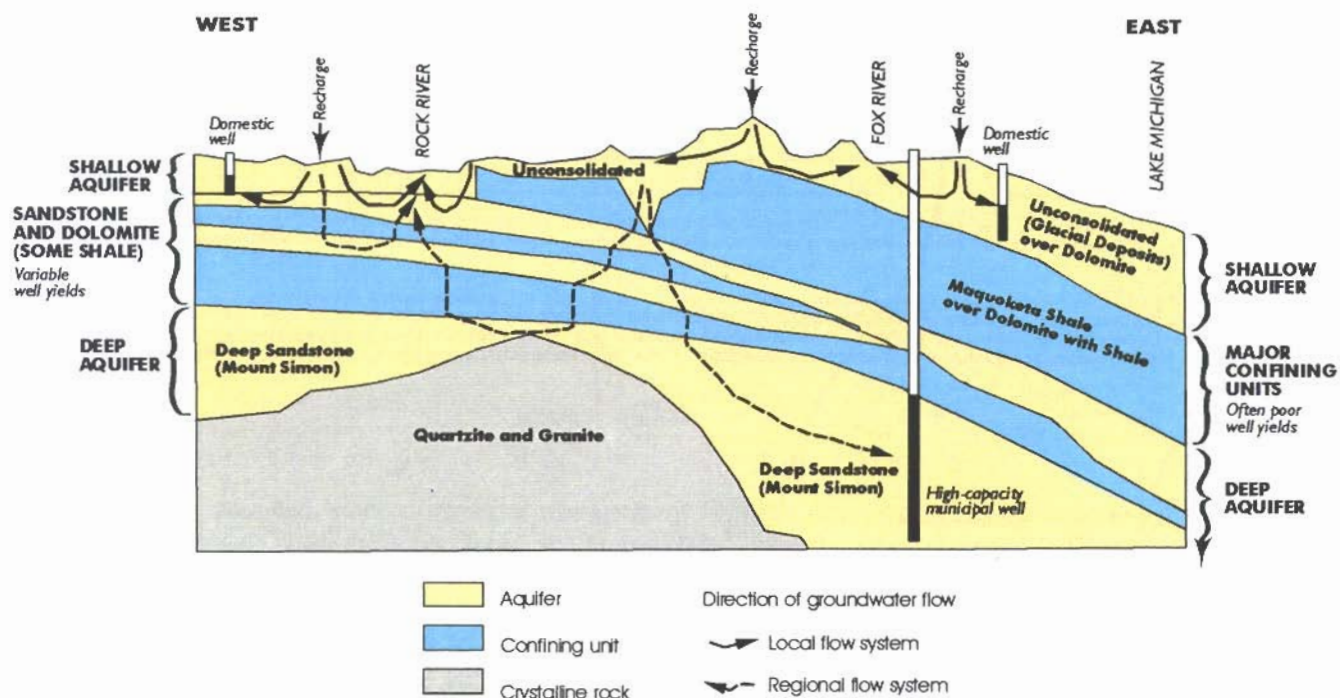 WEST
EAST
Recharge
ROCK RIVER
Recharge
FOX RIVER
Recharge
LAKE MICHIGAN
Domestic
well
Domestic
well
SHALLOW
AQUIFER
SANDSTONE
AND DOLOMITE
(SOME SHALE)
Variable
well yields
DEEP
AQUIFER
Unconsolidated
Unconsolidated
(Glacial Deposits)
over Dolomite
Maquoketa Shale
over Dolomite with Shale
Deep Sandstone
(Mount Simon)
Quartzite and Granite
Deep Sandstone
(Mount Simon)
High-capacity
municipal well
SHALLOW
AQUIFER
MAJOR
CONFINING
UNITS
Often poor
well yields
DEEP
AQUIFER
Aquifer
Confining unit
Crystalline rock
Direction of groundwater flow
Local flow system
Regional flow system